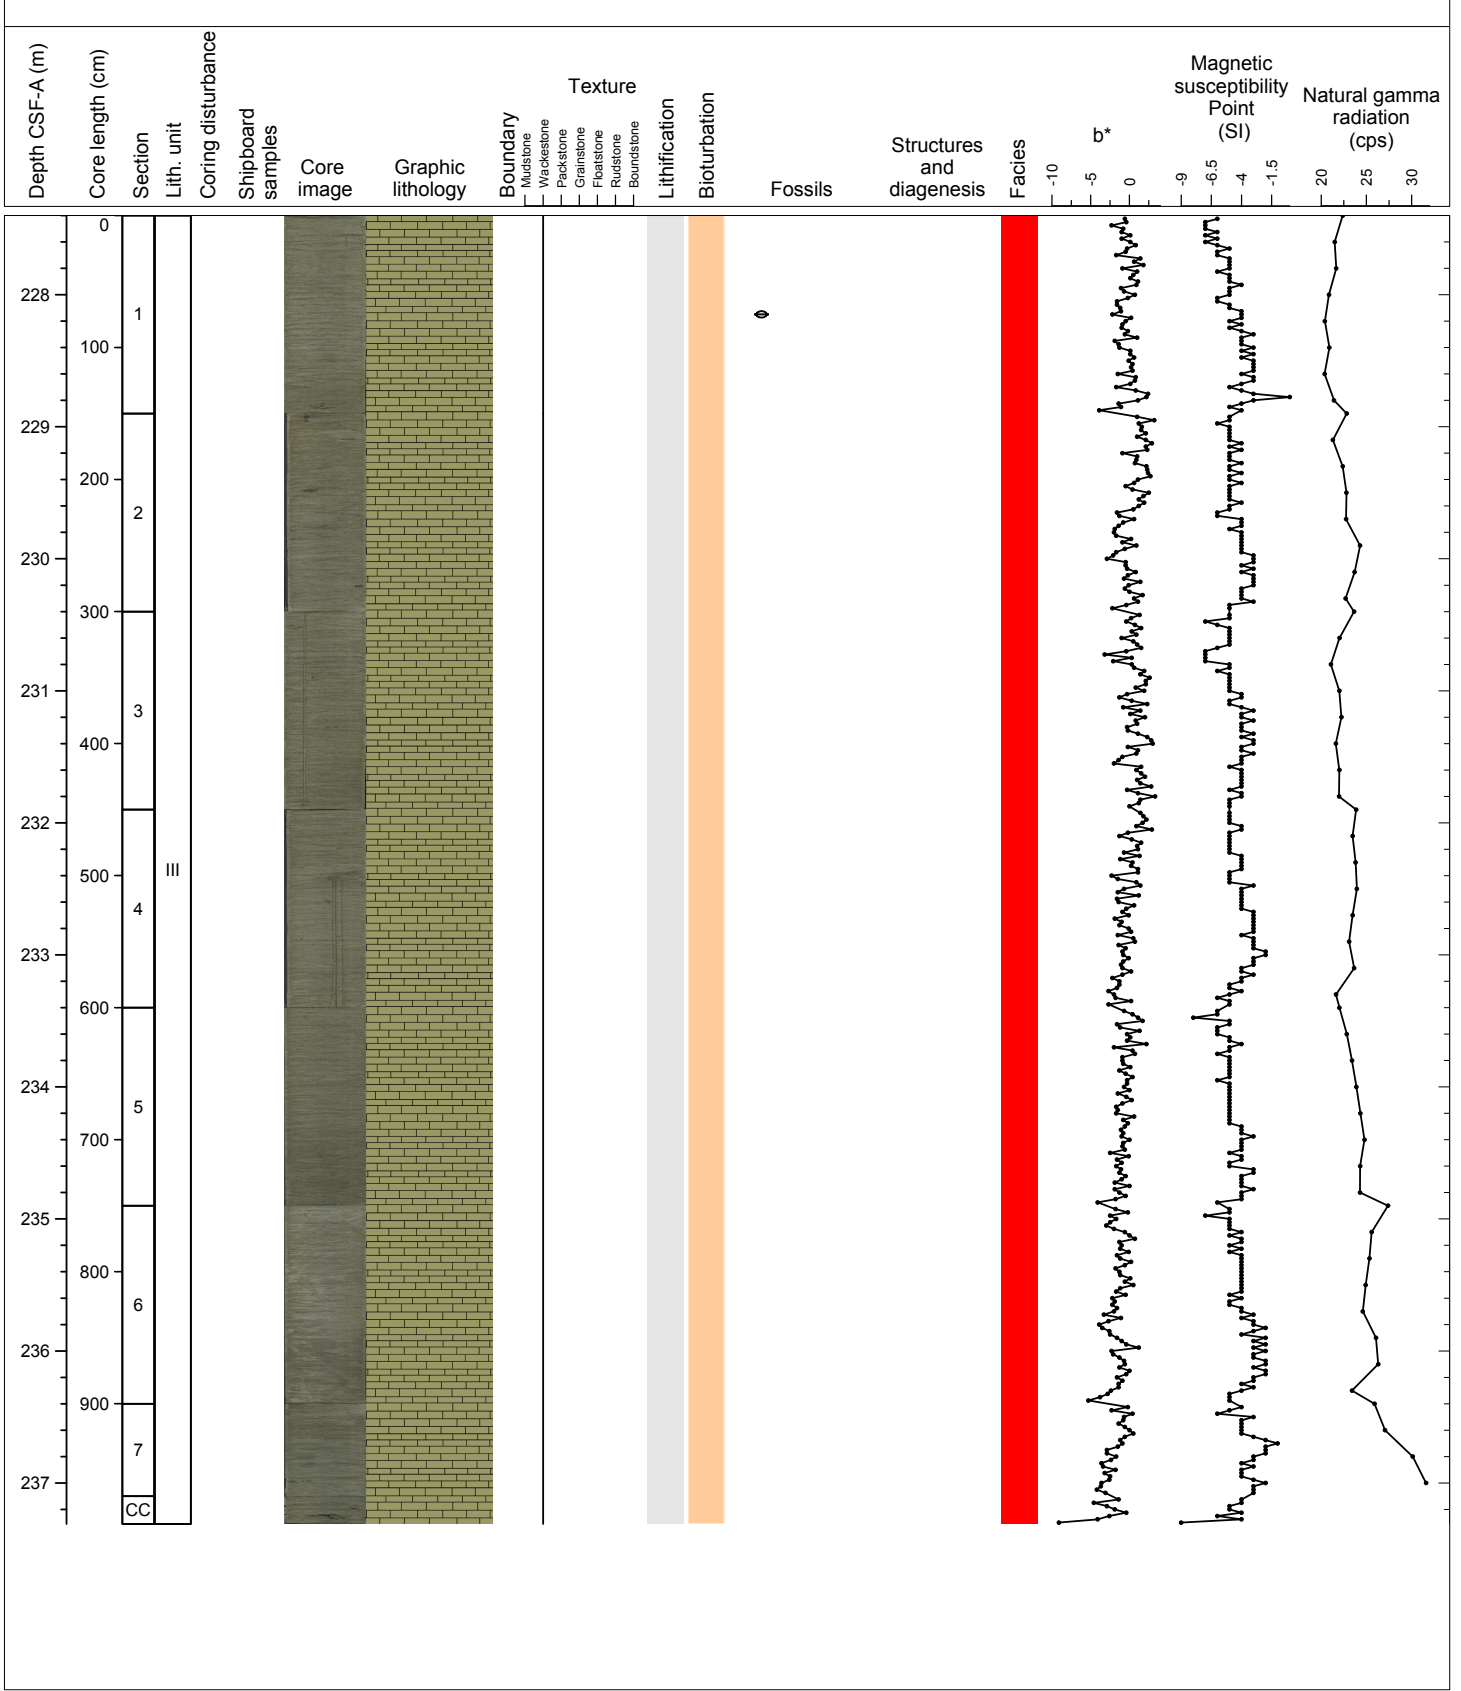 Depth CSF-A (m)
Core length (cm)
Section
Lith. unit
Coring disturbance
Shipboard
samples
Core
image
Graphic
lithology
Boundary
Texture
Mudstone
Wackestone
Packstone
Grainstone
Floatstone
Rudstone
Boundstone
Lithification
Bioturbation
Fossils
Structures
and
diagenesis
Facies
b*
-10
-5
0
Magnetic
susceptibility
Point
(SI)
-9
-6.5
-4
-1.5
Natural gamma
radiation
(cps)
20
25
30
0
228
1
100
229
200
2
230
300
231
3
400
232
III
500
4
233
600
234
5
700
235
800
6
236
900
7
237
CC